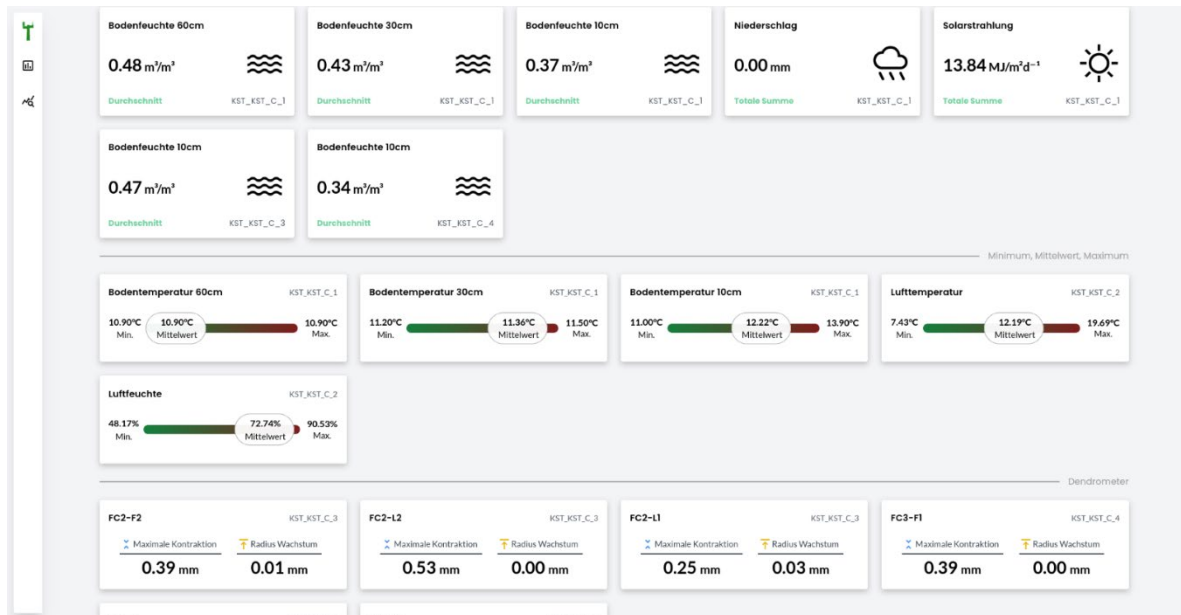 Bodenfeuchte 60cm
0.48 m³/m³
Durchschnitt KST_KST_C_1
Bodenfeuchte 30cm
0.43 m³/m³
Durchschnitt KST_KST_C_1
Bodenfeuchte 10cm
0.37 m³/m³
Durchschnitt KST_KST_C_1
Niederschlag
0.00 mm
Totale Summe KST_KST_C_1
Solarstrahlung
13.84 MJ/m²d⁻¹
Totale Summe KST_KST_C_1
Bodenfeuchte 10cm
0.47 m³/m³
Durchschnitt KST_KST_C_3
Bodenfeuchte 10cm
0.34 m³/m³
Durchschnitt KST_KST_C_4
Minimum, Mittelwert, Maximum
Bodentemperatur 60cm KST_KST_C_1
10.90°C 10.90°C 10.90°C
Min. Mittelwert Max.
Bodentemperatur 30cm KST_KST_C_1
11.20°C 11.36°C 11.50°C
Min. Mittelwert Max.
Bodentemperatur 10cm KST_KST_C_1
11.00°C 12.22°C 13.90°C
Min. Mittelwert Max.
Lufttemperatur KST_KST_C_2
7.43°C 12.19°C 19.69°C
Min. Mittelwert Max.
Luftfeuchte KST_KST_C_2
48.17% 72.74% 90.53%
Min. Mittelwert Max.
Dendrometer
FC2-F2 KST_KST_C_3
Maximale Kontraktion Radius Wachstum
0.39 mm 0.01 mm
FC2-L2 KST_KST_C_3
Maximale Kontraktion Radius Wachstum
0.53 mm 0.00 mm
FC2-L1 KST_KST_C_3
Maximale Kontraktion Radius Wachstum
0.25 mm 0.03 mm
FC3-F1 KST_KST_C_4
Maximale Kontraktion Radius Wachstum
0.39 mm 0.00 mm